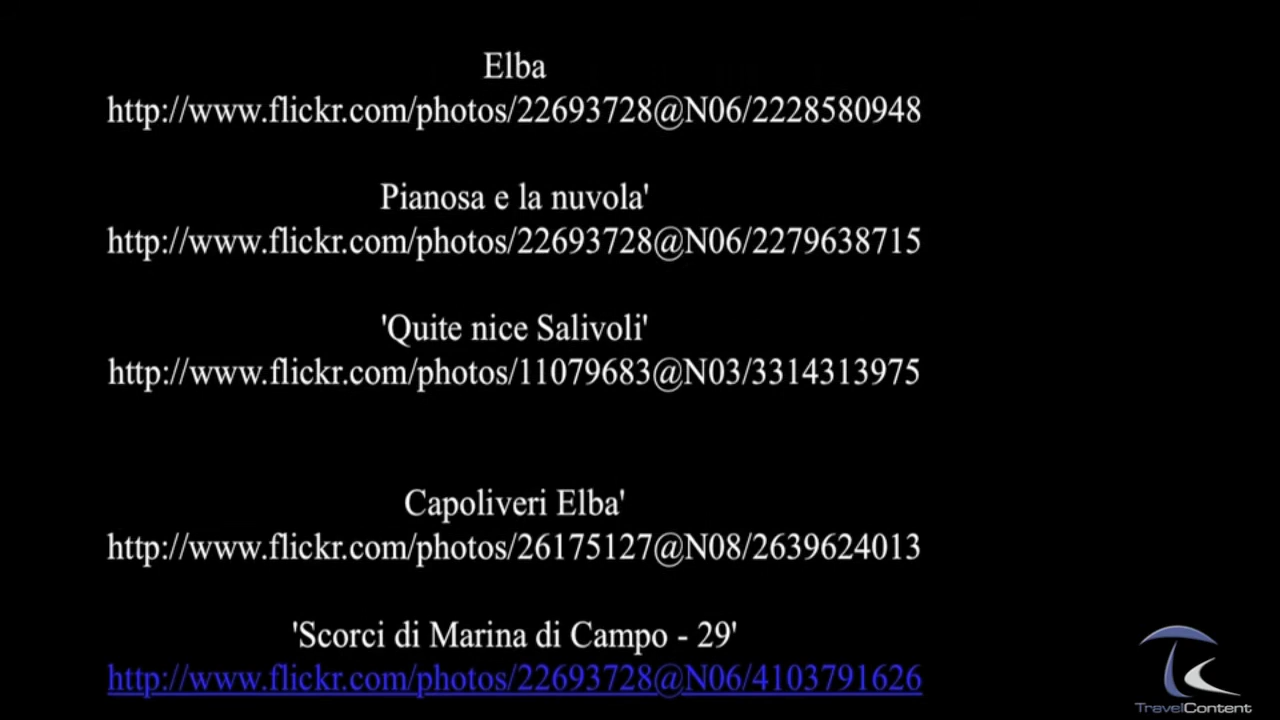 Elba
http://www.flickr.com/photos/22693728@N06/2228580948
Pianosa e la nuvola'
http://www.flickr.com/photos/22693728@N06/2279638715
'Quite nice Salivoli'
http://www.flickr.com/photos/11079683@N03/3314313975
Capoliveri Elba'
http://www.flickr.com/photos/26175127@N08/2639624013
'Scorci di Marina di Campo - 29'
http://www.flickr.com/photos/22693728@N06/4103791626
TravelContent